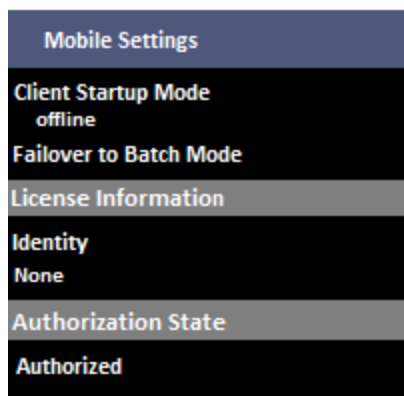 Mobile Settings
Client Startup Mode
offline
Failover to Batch Mode
License Information
Identity
None
Authorization State
Authorized